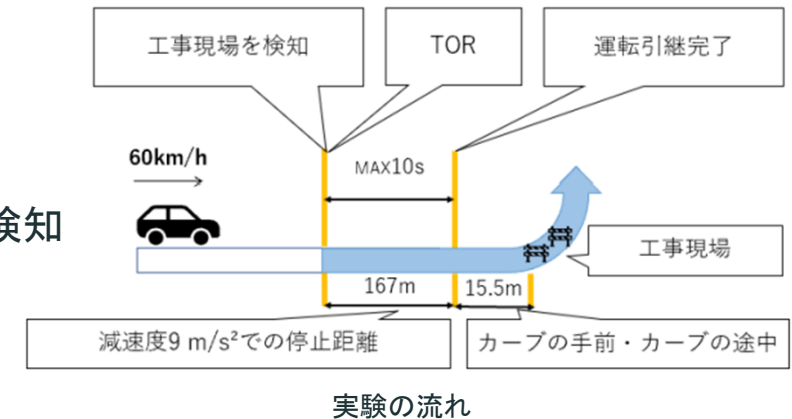 工事現場を検知
TOR
運転引継完了
60km/h
MAX10s
検知
工事現場
167m
15.5m
減速度9 m/s²での停止距離
カーブの手前・カーブの途中
実験の流れ